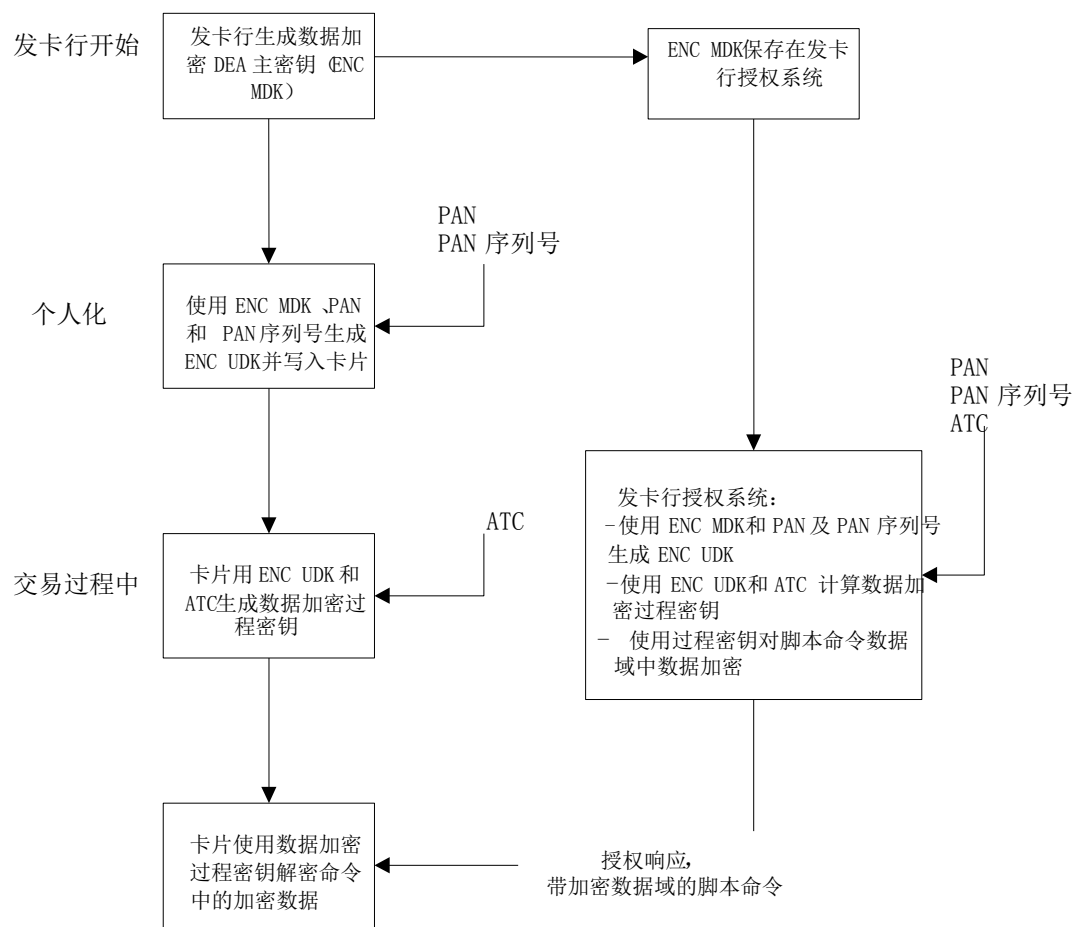 发卡行开始
发卡行生成数据加
密 DEA 主密钥（ENC
MDK）
ENC MDK保存在发卡
行授权系统
PAN
PAN 序列号
个人化
使用 ENC MDK 、PAN
和 PAN 序列号生成
ENC UDK并写入卡片
PAN
PAN 序列号
ATC
发卡行授权系统：
-使用 ENC MDK和 PAN 及 PAN 序列号
生成 ENC UDK
-使用 ENC UDK和 ATC 计算数据加
密过程密钥
- 使用过程密钥对脚本命令数据
域中数据加密
ATC
交易过程中
卡片用 ENC UDK 和
ATC生成数据加密过
程密钥
卡片使用数据加密
过程密钥解密命令
中的加密数据
授权响应，
带加密数据域的脚本命令